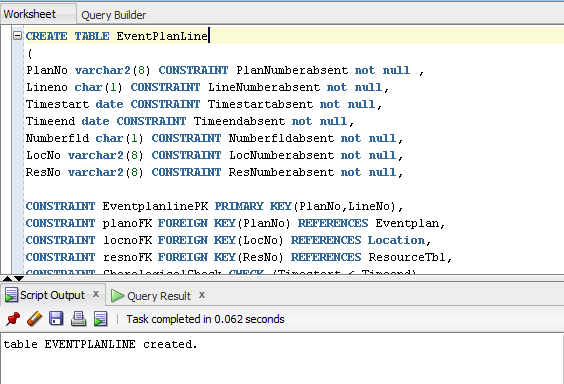 Worksheet Query Builder
CREATE TABLE EventPlanLine
(
PlanNo varchar2(8) CONSTRAINT PlanNumberabsent not null ,
Lineno char(1) CONSTRAINT LineNumberabsent not null,
Timestart date CONSTRAINT Timestartabsent not null,
Timeend date CONSTRAINT Timeendabsent not null,
Numberfld char(1) CONSTRAINT Numberfldabsent not null,
LocNo varchar2(8) CONSTRAINT LocNumberabsent not null,
ResNo varchar2(8) CONSTRAINT ResNumberabsent not null,
CONSTRAINT EventplanlinePK PRIMARY KEY(PlanNo,LineNo),
CONSTRAINT planoFK FOREIGN KEY(PlanNo) REFERENCES Eventplan,
CONSTRAINT locnoFK FOREIGN KEY(LocNo) REFERENCES Location,
CONSTRAINT resnoFK FOREIGN KEY(ResNo) REFERENCES ResourceTbl,
CONSTRAINT CHECK (Timestart < Timeend)
Script Output x Query Result x
Task completed in 0.062 seconds
table EVENTPLANLINE created.